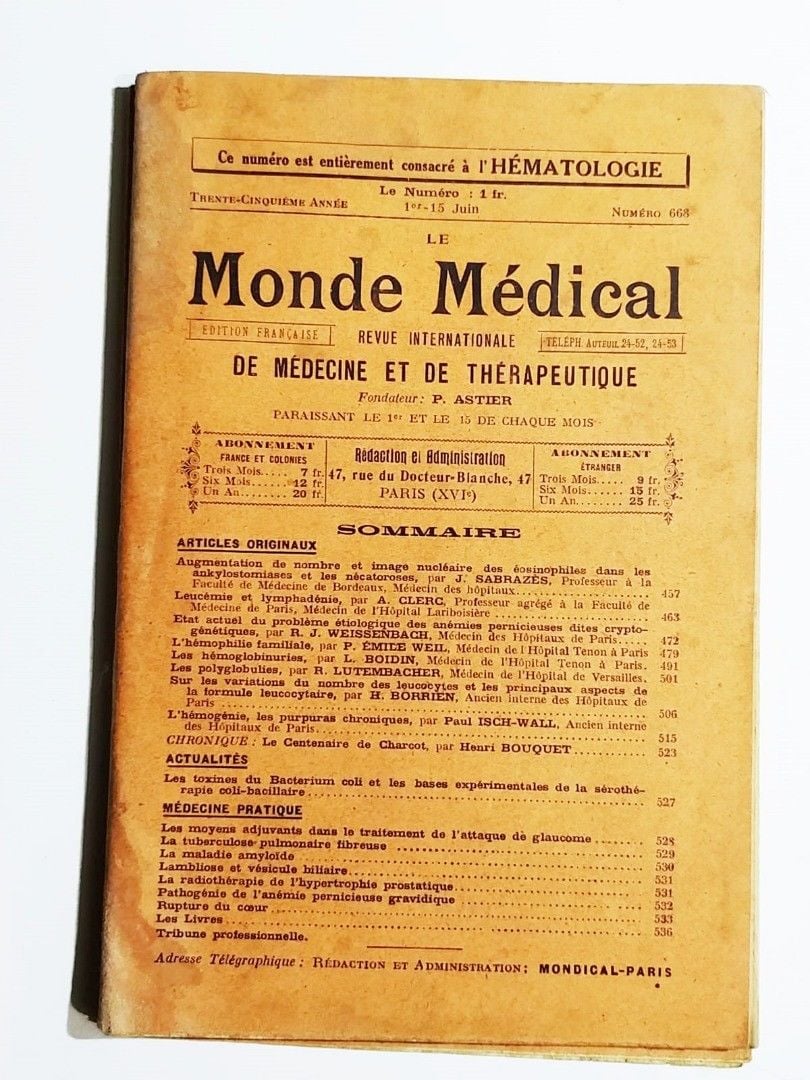 Ce numéro est entièrement consacré à l'HÉMATOLOGIE
TRENTE-CINQUIÉME ANNÉE
Le Numéro : 1 fr.
1er-15 Juin
NUMÉRO 668
LE
Monde Médical
EDITION FRANÇAISE
REVUE INTERNATIONALE
TÉLÉPH. AUTEUIL 24-52, 24-53
DE MÉDECINE ET DE THÉRAPEUTIQUE
Fondateur: P. ASTIER
PARAISSANT LE 1er ET LE 15 DE CHAQUE MOIS
ABONNEMENT
FRANCE ET COLONIES
Trois Mois..... 7 fr.
Six Mois....... 12 fr.
Un An........ 20 fr.
Rédaction et Administration
47, rue du Docteur-Blanche, 47
PARIS (XVIe)
ABONNEMENT
ÉTRANGER
Trois Mois..... 9 fr.
Six Mois...... 15 fr.
Un An........ 25 fr.
SOMMAIRE
ARTICLES ORIGINAUX
Augmentation de nombre et image nucléaire des éosinophiles dans les
ankylostomiases et les nécatoroses, par J. SABRAZÈS, Professeur à la
Faculté de Médecine de Bordeaux, Médecin des hôpitaux........ 457
Leucémie et lymphadénie, par A. CLERC, Professeur agrégé à la Faculté de
Médecine de Paris, Médecin de l'Hôpital Lariboisière ........ 463
Etat actuel du problème étiologique des anémies pernicieuses dites crypto-
génétiques, par R. J. WEISSENBACH, Médecin des Hôpitaux de Paris..... 472
L'hémophilie familiale, par P. ÉMILE WEIL, Médecin de l'Hôpital Tenon à Paris 479
Les hémoglobinuries, par L. BOIDIN, Médecin de l'Hôpital Tenon à Paris. 491
Les polyglobulies, par R. LUTEMBACHER, Médecin de l'Hôpital de Versailles. 501
Sur les variations du nombre des leucocytes et les principaux aspects de
la formule leucocytaire, par H. BORRIEN, Ancien interne des Hôpitaux de
Paris ........ 506
L'hémogénie, les purpuras chroniques, par Paul ISCH-WALL, Ancien interne
des Hôpitaux de Paris........ 515
CHRONIQUE : Le Centenaire de Charcot, par Henri BOUQUET........ 523
ACTUALITÉS
Les toxines du Bacterium coli et les bases expérimentales de la sérothé-
rapie coli-bacillaire........ 527
MÉDECINE PRATIQUE
Les moyens adjuvants dans le traitement de l'attaque de glaucome........ 528
La tuberculose pulmonaire fibreuse ........ 529
La maladie amyloïde ........ 530
Lambliose et vésicule biliaire........ 531
La radiothérapie de l'hypertrophie prostatique........ 531
Pathogénie de l'anémie pernicieuse gravidique ........ 532
Rupture du cœur ........ 533
Les Livres........ 536
Tribune professionnelle.
Adresse Télégraphique : RÉDACTION ET ADMINISTRATION: MONDICAL-PARIS